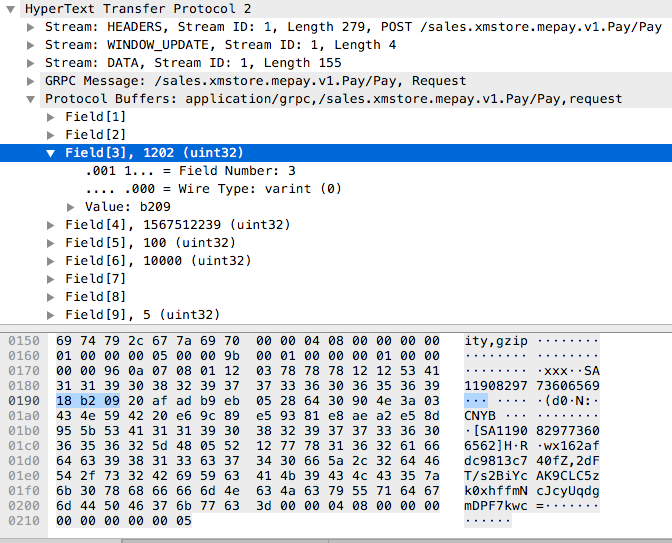 HyperText Transfer Protocol 2
Stream: HEADERS, Stream ID: 1, Length 279, POST /sales.xmstore.mepay.v1.Pay/Pay
Stream: WINDOW_UPDATE, Stream ID: 1, Length 4
Stream: DATA, Stream ID: 1, Length 155
GRPC Message: /sales.xmstore.mepay.v1.Pay/Pay, Request
Protocol Buffers: application/grpc,/sales.xmstore.mepay.v1.Pay/Pay,request
Field[1]
Field[2]
Field[3], 1202 (uint32)
.001 1... = Field Number: 3
.... .000 = Wire Type: varint (0)
Value: b209
Field[4], 1567512239 (uint32)
Field[5], 100 (uint32)
Field[6], 10000 (uint32)
Field[7]
Field[8]
Field[9], 5 (uint32)
0150 69 74 79 2c 67 7a 69 70 00 00 04 08 00 00 00 00 ity,gzip ········
0160 01 00 00 00 05 00 00 9b 00 01 00 00 00 01 00 00 ········ ········
0170 00 00 96 0a 07 08 01 12 03 78 78 78 12 12 53 41 ········ ·xxx··SA
0180 31 31 39 30 38 32 39 37 37 33 36 30 36 35 36 39 11908297 73606569
0190 18 b2 09 20 af ad b9 eb 05 28 64 30 90 4e 3a 03 ··· ···· ·(d0·N:·
01a0 43 4e 59 42 20 e6 9c 89 e5 93 81 e8 ae a2 e5 8d CNYB ··· ········
01b0 95 5b 53 41 31 31 39 30 38 32 39 37 37 33 36 30 ·[SA1190 82977360
01c0 36 35 36 32 5d 48 05 52 12 77 78 31 36 32 61 66 6562]H·R ·wx162af
01d0 64 63 39 38 31 33 63 37 34 30 66 5a 2c 32 64 46 dc9813c7 40fZ,2dF
01e0 54 2f 73 32 42 69 59 63 41 4b 39 43 4c 43 35 7a T/s2BiYc AK9CLC5z
01f0 6b 30 78 68 66 66 6d 4e 63 4a 63 79 55 71 64 67 k0xhffmN cJcyUqdg
0200 6d 44 50 46 37 6b 77 63 3d 00 00 04 08 00 00 00 mDPF7kwc =·······
0210 00 00 00 00 00 05 ······